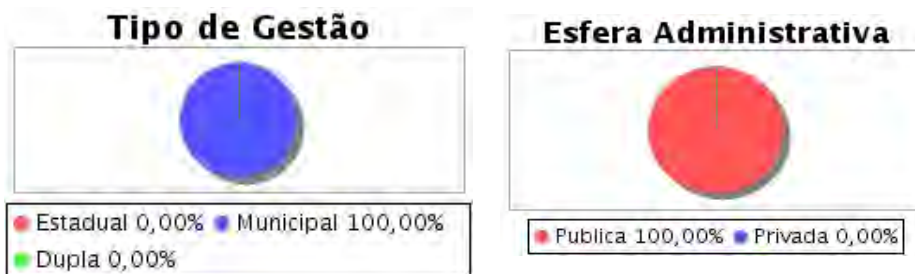 Tipo de Gestão
Estadual 0,00% Municipal 100,00%
Dupla 0,00%
Esfera Administrativa
Publica 100,00% Privada 0,00%